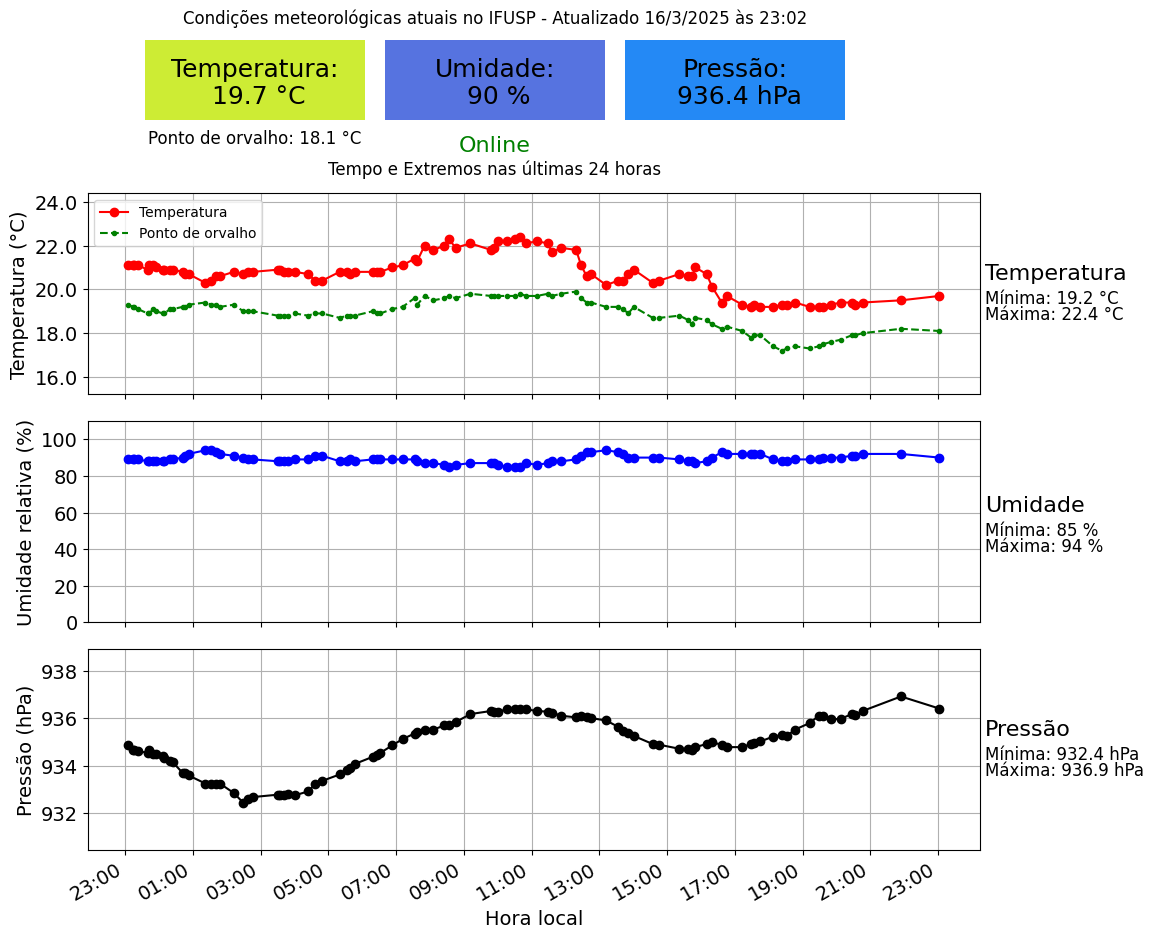 Condições meteorológicas atuais no IFUSP - Atualizado 16/3/2025 às 23:02
Temperatura:
19.7 °C
Umidade:
90 %
Pressão:
936.4 hPa
Ponto de orvalho: 18.1 °C
Online
Tempo e Extremos nas últimas 24 horas
Temperatura (°C)
24.0
22.0
20.0
18.0
16.0
Temperatura
Ponto de orvalho
Temperatura
Mínima: 19.2 °C
Máxima: 22.4 °C
Umidade relativa (%)
100
80
60
40
20
0
Umidade
Mínima: 85 %
Máxima: 94 %
Pressão (hPa)
938
936
934
932
Pressão
Mínima: 932.4 hPa
Máxima: 936.9 hPa
23:00 01:00 03:00 05:00 07:00 09:00 11:00 13:00 15:00 17:00 19:00 21:00 23:00
Hora local